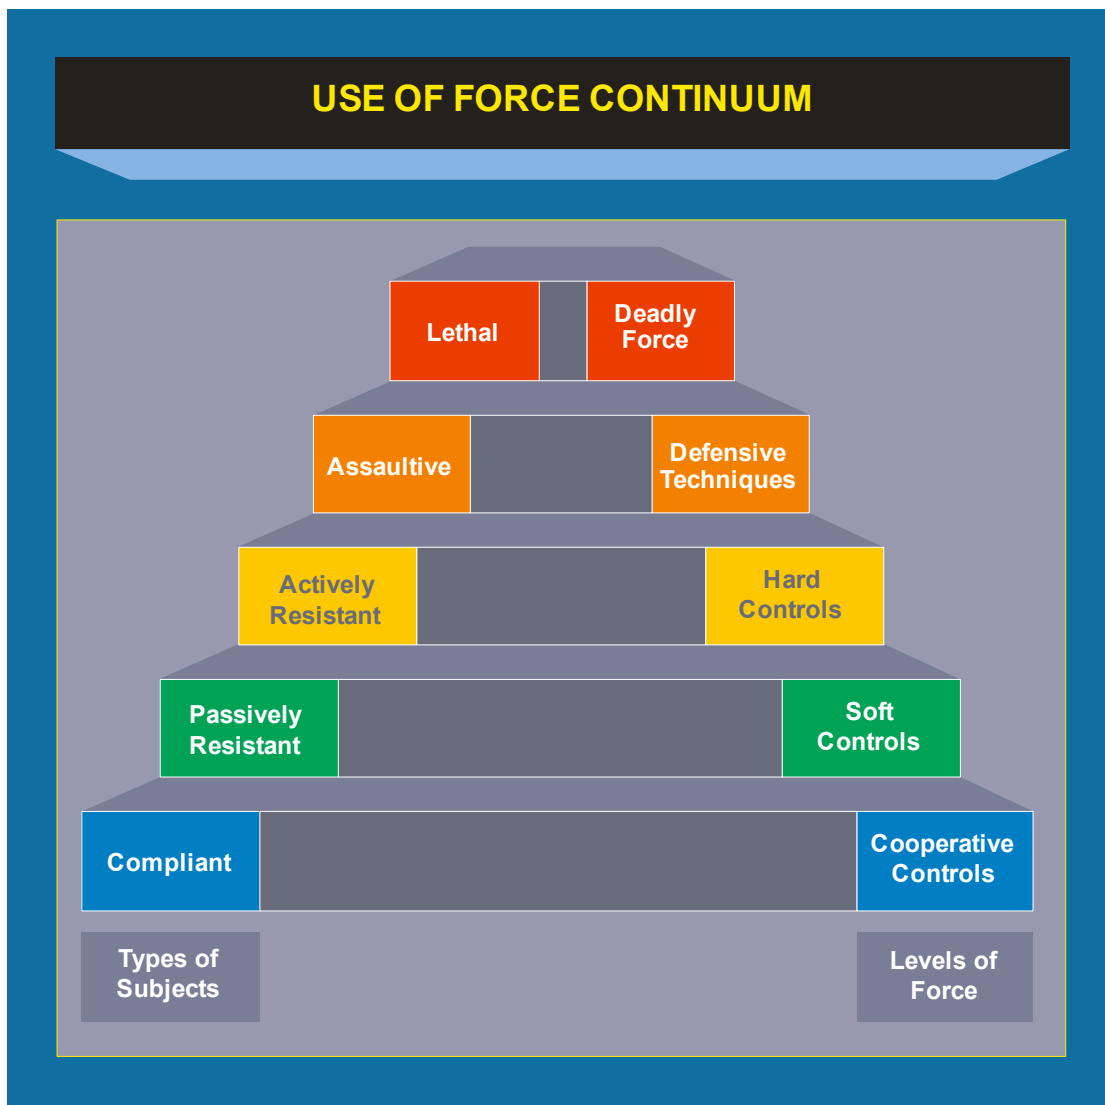 USE OF FORCE CONTINUUM
Lethal
Deadly
Force
Assaultive
Defensive
Techniques
Actively
Resistant
Hard
Controls
Passively
Resistant
Soft
Controls
Compliant
Cooperative
Controls
Types of
Subjects
Levels of
Force